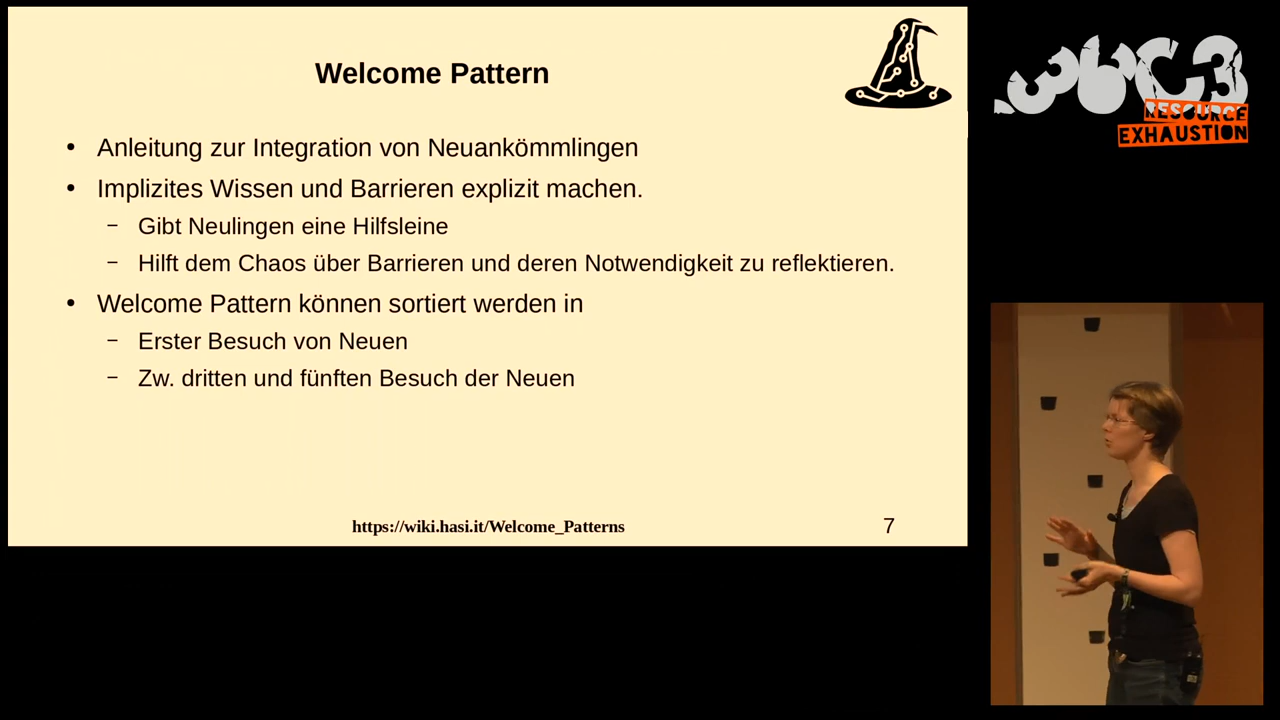 Welcome Pattern
• Anleitung zur Integration von Neuankömmlingen
• Implizites Wissen und Barrieren explizit machen.
– Gibt Neulingen eine Hilfsleine
– Hilft dem Chaos über Barrieren und deren Notwendigkeit zu reflektieren.
• Welcome Pattern können sortiert werden in
– Erster Besuch von Neuen
– Zw. dritten und fünften Besuch der Neuen
https://wiki.hasi.it/Welcome_Patterns
7
36C3
RESOURCE
EXHAUSTION